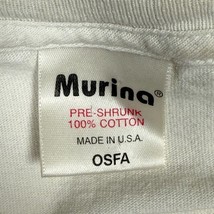 Murina®
PRE-SHRUNK
100% COTTON
MADE IN U.S.A.
OSFA